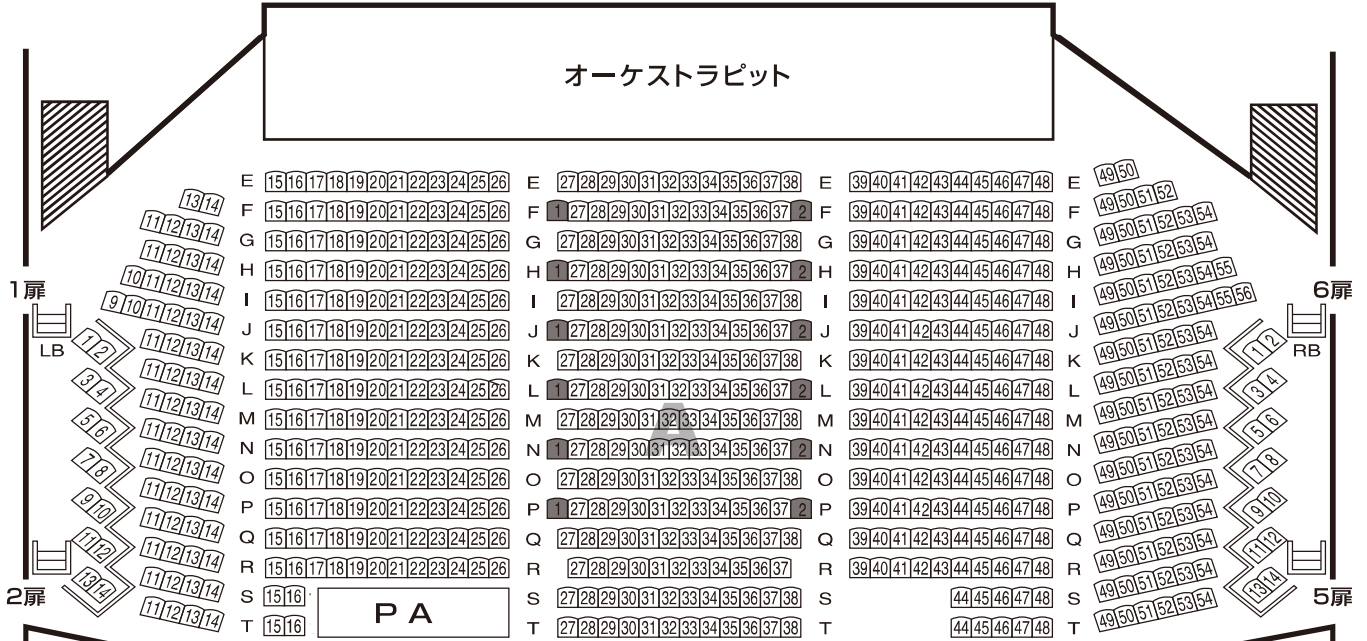 オーケストラピット
E 15 16 17 18 19 20 21 22 23 24 25 26 E 27 28 29 30 31 32 33 34 35 36 37 38 E 39 40 41 42 43 44 45 46 47 48 E 49 50
13 14 F 15 16 17 18 19 20 21 22 23 24 25 26 F 1 27 28 29 30 31 32 33 34 35 36 37 2 F 39 40 41 42 43 44 45 46 47 48 F 49 50 51 52
11 12 13 14 G 15 16 17 18 19 20 21 22 23 24 25 26 G 27 28 29 30 31 32 33 34 35 36 37 38 G 39 40 41 42 43 44 45 46 47 48 G 49 50 51 52 53 54
11 12 13 14 H 15 16 17 18 19 20 21 22 23 24 25 26 H 1 27 28 29 30 31 32 33 34 35 36 37 2 H 39 40 41 42 43 44 45 46 47 48 H 49 50 51 52 53 54
10 11 12 13 14 I 15 16 17 18 19 20 21 22 23 24 25 26 I 27 28 29 30 31 32 33 34 35 36 37 38 I 39 40 41 42 43 44 45 46 47 48 I 49 50 51 52 53 54 55
9 10 11 12 13 14 J 15 16 17 18 19 20 21 22 23 24 25 26 J 1 27 28 29 30 31 32 33 34 35 36 37 2 J 39 40 41 42 43 44 45 46 47 48 J 49 50 51 52 53 54 55 56
11 12 13 14 K 15 16 17 18 19 20 21 22 23 24 25 26 K 27 28 29 30 31 32 33 34 35 36 37 38 K 39 40 41 42 43 44 45 46 47 48 K 49 50 51 52 53 54
11 12 13 14 L 15 16 17 18 19 20 21 22 23 24 25 26 L 1 27 28 29 30 31 32 33 34 35 36 37 2 L 39 40 41 42 43 44 45 46 47 48 L 49 50 51 52 53 54
11 12 13 14 M 15 16 17 18 19 20 21 22 23 24 25 26 M 27 28 29 30 31 32 33 34 35 36 37 38 M 39 40 41 42 43 44 45 46 47 48 M 49 50 51 52 53 54
A
11 12 13 14 N 15 16 17 18 19 20 21 22 23 24 25 26 N 1 27 28 29 30 31 32 33 34 35 36 37 2 N 39 40 41 42 43 44 45 46 47 48 N 49 50 51 52 53 54
11 12 13 14 O 15 16 17 18 19 20 21 22 23 24 25 26 O 27 28 29 30 31 32 33 34 35 36 37 38 O 39 40 41 42 43 44 45 46 47 48 O 49 50 51 52 53 54
11 12 13 14 P 15 16 17 18 19 20 21 22 23 24 25 26 P 1 27 28 29 30 31 32 33 34 35 36 37 2 P 39 40 41 42 43 44 45 46 47 48 P 49 50 51 52 53 54
11 12 13 14 Q 15 16 17 18 19 20 21 22 23 24 25 26 Q 27 28 29 30 31 32 33 34 35 36 37 38 Q 39 40 41 42 43 44 45 46 47 48 Q 49 50 51 52 53 54
11 12 13 14 R 15 16 17 18 19 20 21 22 23 24 25 26 R 27 28 29 30 31 32 33 34 35 36 37 R 39 40 41 42 43 44 45 46 47 48 R 49 50 51 52 53 54
11 12 13 14 S 15 16 S 27 28 29 30 31 32 33 34 35 36 37 38 S 44 45 46 47 48 S 49 50 51 52 53 54
PA
11 12 13 14 T 15 16 T 27 28 29 30 31 32 33 34 35 36 37 38 T 44 45 46 47 48 T 49 50 51 52 53 54
1扉
LB
1 2
3 4
5 6
7 8
9 10
11 12
13 14
2扉
6扉
RB
1 2
3 4
5 6
7 8
9 10
11 12
13 14
5扉